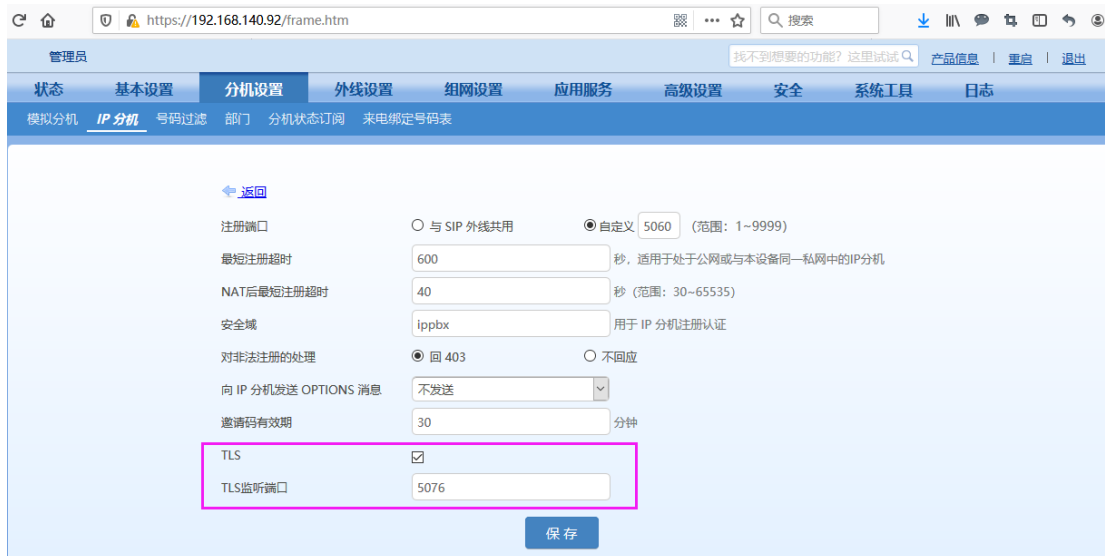 https://192.168.140.92/frame.htm 搜索
管理员 找不到想要的功能？这里试试 产品信息 | 重启 | 退出
状态 基本设置 分机设置 外线设置 组网设置 应用服务 高级设置 安全 系统工具 日志
模拟分机 IP 分机 号码过滤 部门 分机状态订阅 来电绑定号码表
返回
注册端口 与 SIP 外线共用 自定义 5060 (范围：1~9999)
最短注册超时 600 秒，适用于处于公网或与本设备同一私网中的IP分机
NAT后最短注册超时 40 秒 (范围：30~65535)
安全域 ippbx 用于 IP 分机注册认证
对非法注册的处理 回 403 不回应
向 IP 分机发送 OPTIONS 消息 不发送
邀请码有效期 30 分钟
TLS
TLS监听端口 5076
保存